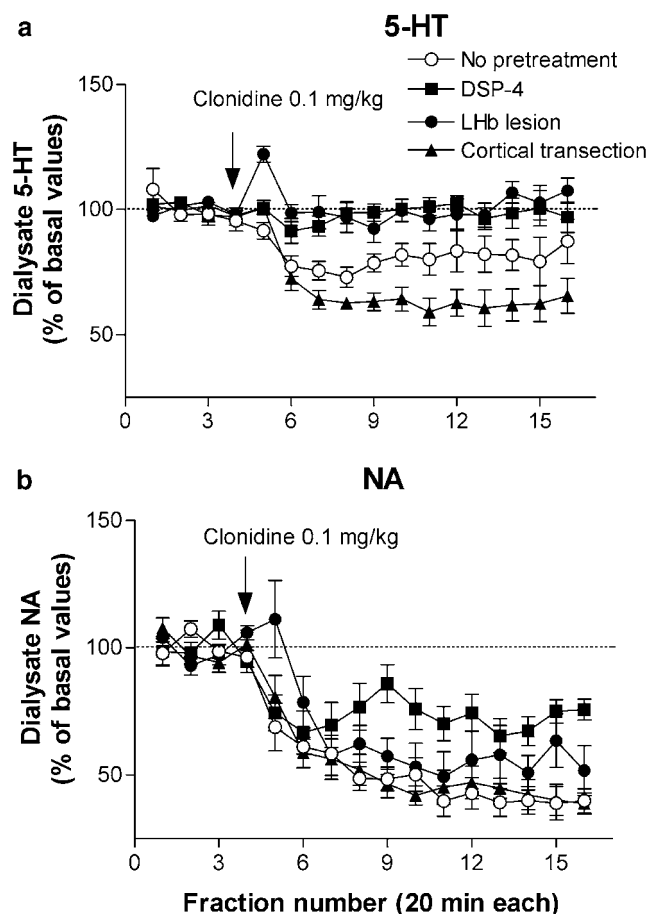 a
5-HT
No pretreatment
DSP-4
LHb lesion
Cortical transection
Clonidine 0.1 mg/kg
Dialysate 5-HT
(% of basal values)
150
100
50
0 3 6 9 12 15
b
NA
Clonidine 0.1 mg/kg
Dialysate NA
(% of basal values)
150
100
50
0 3 6 9 12 15
Fraction number (20 min each)